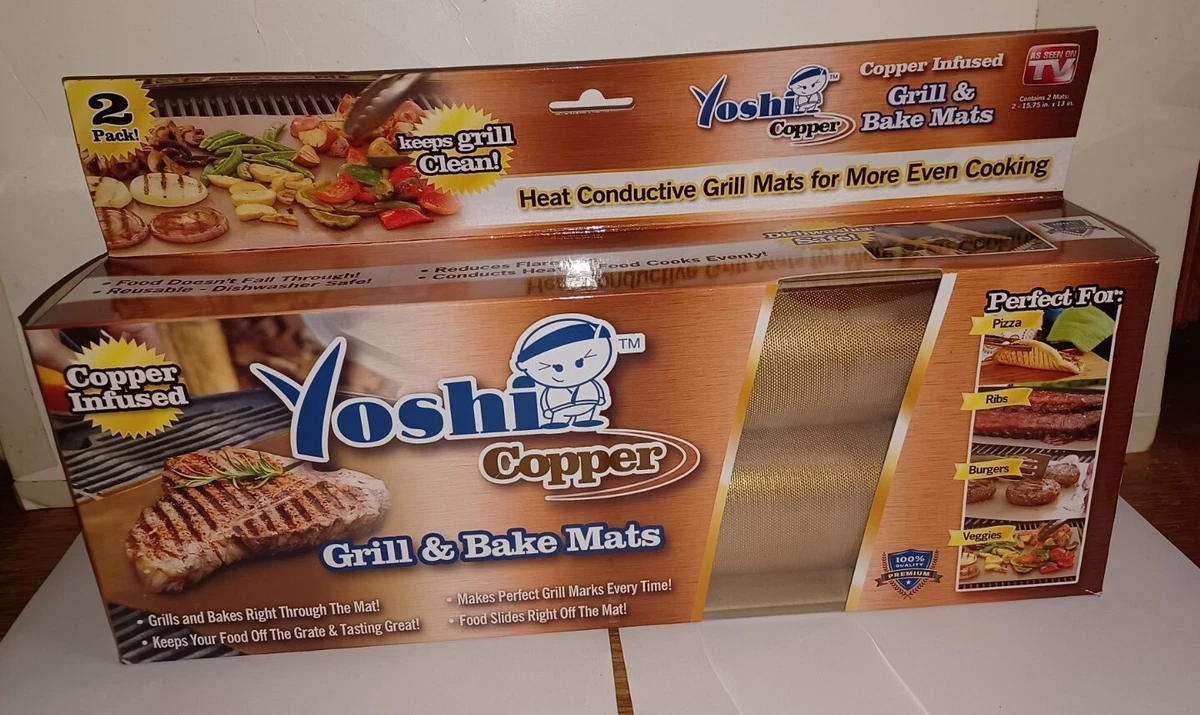 2
Pack!
keeps grill
Clean!
Yoshi TM
Copper
Copper Infused
Grill &
Bake Mats
AS SEEN ON
TV
Contains 2 Mats:
2 - 15.75 in. x 13 in.
Heat Conductive Grill Mats for More Even Cooking
• Food Doesn't Fall Through!
• Reusable - Dishwasher Safe!
• Reduces
• Conducts Food Cooks Evenly!
Dishwasher
Safe!
Copper
Infused
Yoshi TM
Copper
Grill & Bake Mats
• Grills and Bakes Right Through The Mat!
• Keeps Your Food Off The Grate & Tasting Great!
• Makes Perfect Grill Marks Every Time!
• Food Slides Right Off The Mat!
Perfect For:
Pizza
Ribs
Burgers
Veggies
100%
QUALITY
PREMIUM